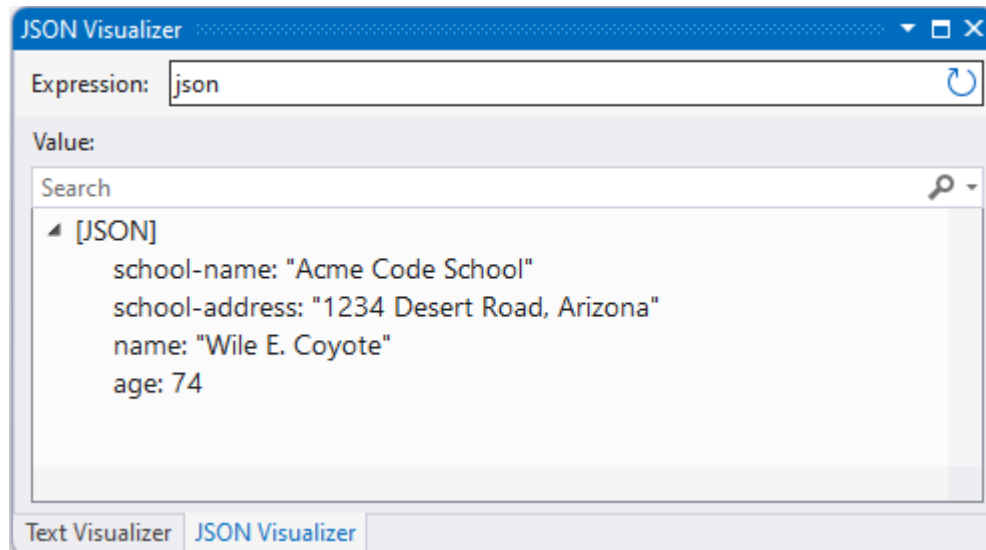 JSON Visualizer
Expression: json
Value:
Search
[JSON]
school-name: "Acme Code School"
school-address: "1234 Desert Road, Arizona"
name: "Wile E. Coyote"
age: 74
Text Visualizer JSON Visualizer